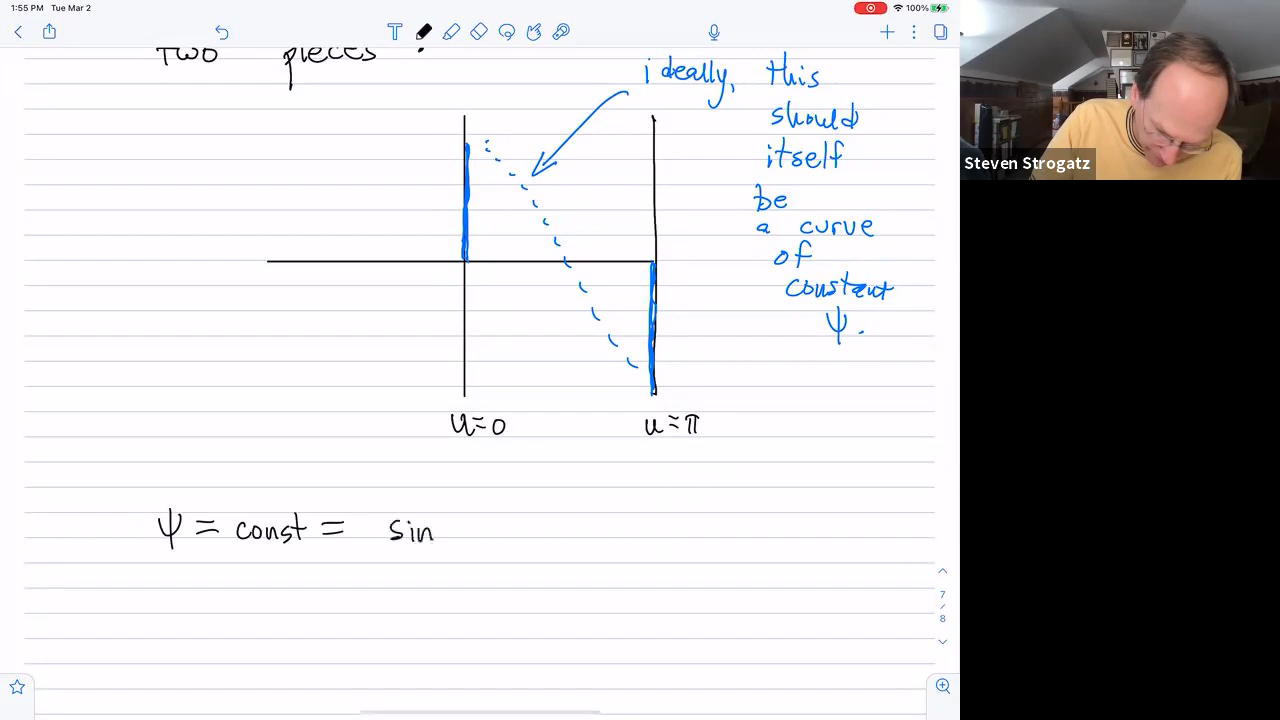 1:55 PM Tue Mar 2
100%
two pieces ?
ideally, this
should
itself
be
a curve
of
constant
ψ.
Steven Strogatz
u=0
u=π
ψ = const = sin
7
/
8